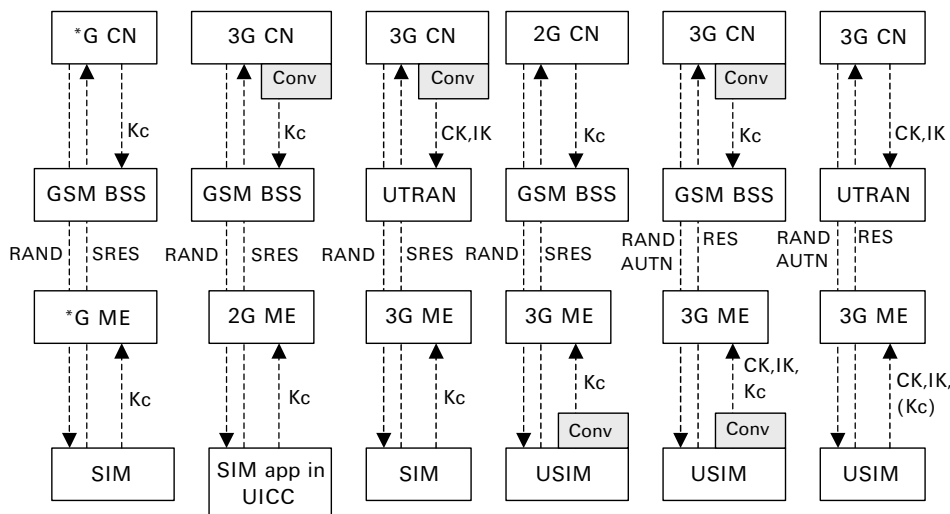 *G CN 3G CN 3G CN 2G CN 3G CN 3G CN
Conv Conv Conv
Kc Kc CK,IK Kc Kc CK,IK
GSM BSS GSM BSS UTRAN GSM BSS GSM BSS UTRAN
RAND SRES RAND SRES RAND SRES RAND SRES RAND RES RAND RES
AUTN AUTN
*G ME 2G ME 3G ME 3G ME 3G ME 3G ME
Kc Kc Kc Kc CK,IK, CK,IK,
Kc (Kc)
Conv Conv
SIM SIM app in SIM USIM USIM USIM
UICC